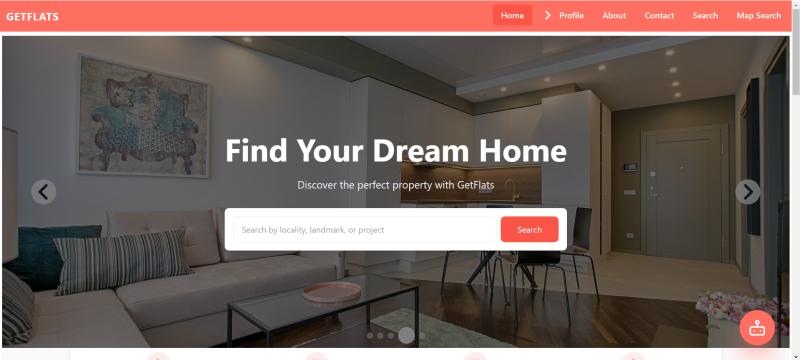 GETFLATS
Home
Profile
About
Contact
Search
Map Search
Find Your Dream Home
Discover the perfect property with GetFlats
Search by locality, landmark, or project
Search